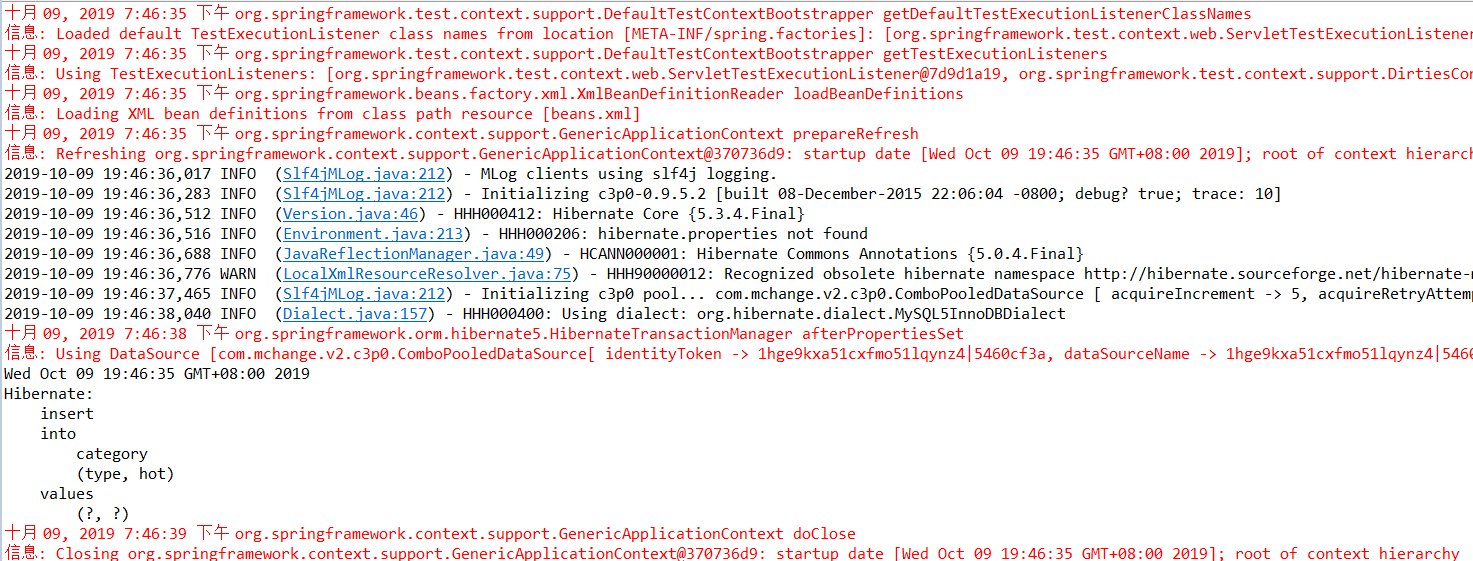 十月 09, 2019 7:46:35 下午 org.springframework.test.context.support.DefaultTestContextBootstrapper getDefaultTestExecutionListenerClassNames
信息: Loaded default TestExecutionListener class names from location [META-INF/spring.factories]: [org.springframework.test.context.web.ServletTestExecutionListener
十月 09, 2019 7:46:35 下午 org.springframework.test.context.support.DefaultTestContextBootstrapper getTestExecutionListeners
信息: Using TestExecutionListeners: [org.springframework.test.context.web.ServletTestExecutionListener@7d9d1a19, org.springframework.test.context.support.DirtiesCon
十月 09, 2019 7:46:35 下午 org.springframework.beans.factory.xml.XmlBeanDefinitionReader loadBeanDefinitions
信息: Loading XML bean definitions from class path resource [beans.xml]
十月 09, 2019 7:46:35 下午 org.springframework.context.support.GenericApplicationContext prepareRefresh
信息: Refreshing org.springframework.context.support.GenericApplicationContext@370736d9: startup date [Wed Oct 09 19:46:35 GMT+08:00 2019]; root of context hierarch
2019-10-09 19:46:36,017 INFO  (Slf4jMLog.java:212) - MLog clients using slf4j logging.
2019-10-09 19:46:36,283 INFO  (Slf4jMLog.java:212) - Initializing c3p0-0.9.5.2 [built 08-December-2015 22:06:04 -0800; debug? true; trace: 10]
2019-10-09 19:46:36,512 INFO  (Version.java:46) - HHH000412: Hibernate Core {5.3.4.Final}
2019-10-09 19:46:36,516 INFO  (Environment.java:213) - HHH000206: hibernate.properties not found
2019-10-09 19:46:36,688 INFO  (JavaReflectionManager.java:49) - HCANN000001: Hibernate Commons Annotations {5.0.4.Final}
2019-10-09 19:46:36,776 WARN  (LocalXmlResourceResolver.java:75) - HHH90000012: Recognized obsolete hibernate namespace http://hibernate.sourceforge.net/hibernate-m
2019-10-09 19:46:37,465 INFO  (Slf4jMLog.java:212) - Initializing c3p0 pool... com.mchange.v2.c3p0.ComboPooledDataSource [ acquireIncrement -> 5, acquireRetryAttemp
2019-10-09 19:46:38,040 INFO  (Dialect.java:157) - HHH000400: Using dialect: org.hibernate.dialect.MySQL5InnoDBDialect
十月 09, 2019 7:46:38 下午 org.springframework.orm.hibernate5.HibernateTransactionManager afterPropertiesSet
信息: Using DataSource [com.mchange.v2.c3p0.ComboPooledDataSource[ identityToken -> 1hge9kxa51cxfmo51lqynz4|5460cf3a, dataSourceName -> 1hge9kxa51cxfmo51lqynz4|5460
Wed Oct 09 19:46:35 GMT+08:00 2019
Hibernate:
    insert
    into
        category
        (type, hot)
    values
        (?, ?)
十月 09, 2019 7:46:39 下午 org.springframework.context.support.GenericApplicationContext doClose
信息: Closing org.springframework.context.support.GenericApplicationContext@370736d9: startup date [Wed Oct 09 19:46:35 GMT+08:00 2019]; root of context hierarchy